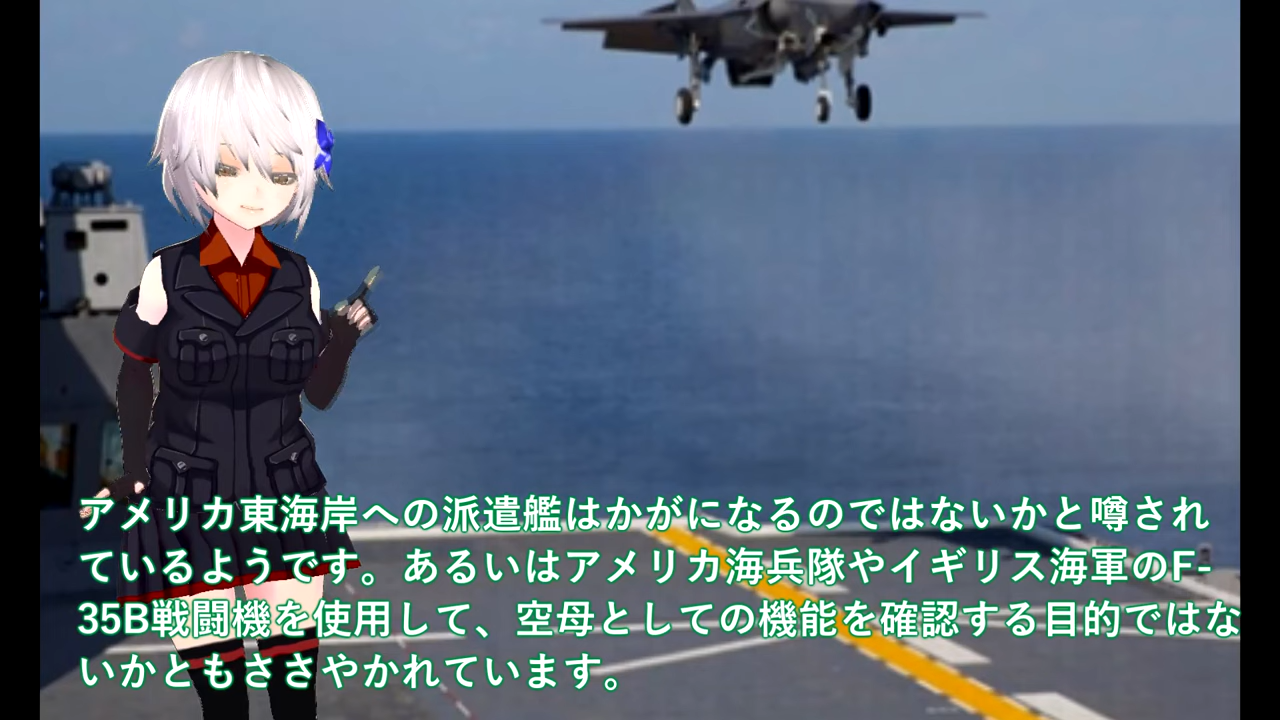 アメリカ東海岸への派遣艦はかがになるのではないかと噂され
ているようです。あるいはアメリカ海兵隊やイギリス海軍のF-
35B戦闘機を使用して、空母としての機能を確認する目的ではな
いかともささやかれています。